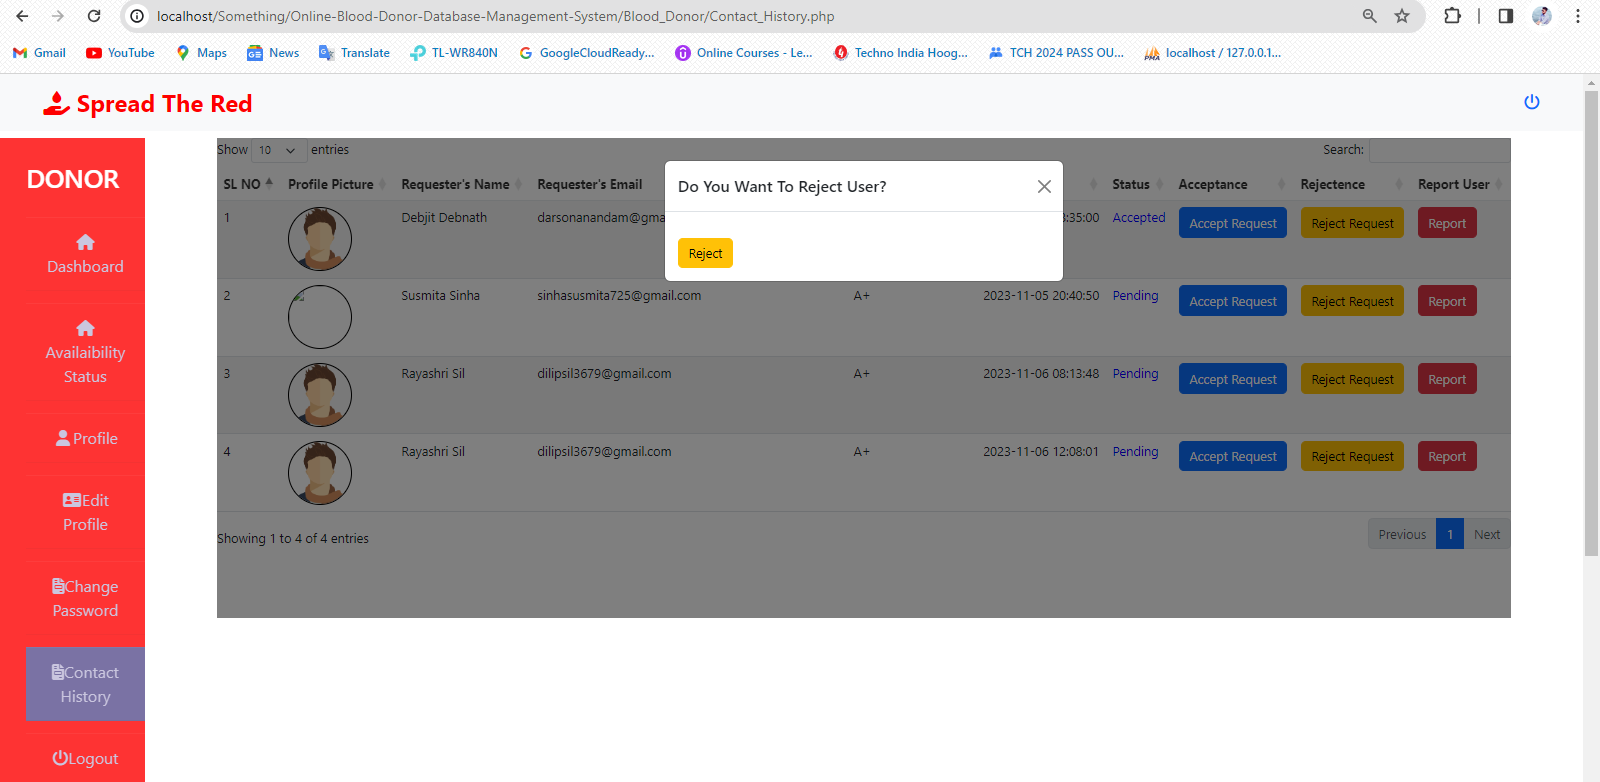 localhost/Something/Online-Blood-Donor-Database-Management-System/Blood_Donor/Contact_History.php
Gmail YouTube Maps News Translate TL-WR840N GoogleCloudReady... Online Courses - Le... Techno India Hoog... TCH 2024 PASS OU... localhost / 127.0.0.1...
Spread The Red
DONOR
Dashboard
Availaibility
Status
Profile
Edit
Profile
Change
Password
Contact
History
Logout
Show 10 entries Search:
SL NO Profile Picture Requester's Name Requester's Email Status Acceptance Rejectence Report User
1 Debjit Debnath darsonanandam@gma :35:00 Accepted Accept Request Reject Request Report
2 Susmita Sinha sinhasusmita725@gmail.com A+ 2023-11-05 20:40:50 Pending Accept Request Reject Request Report
3 Rayashri Sil dilipsil3679@gmail.com A+ 2023-11-06 08:13:48 Pending Accept Request Reject Request Report
4 Rayashri Sil dilipsil3679@gmail.com A+ 2023-11-06 12:08:01 Pending Accept Request Reject Request Report
Showing 1 to 4 of 4 entries Previous 1 Next
Do You Want To Reject User?
Reject